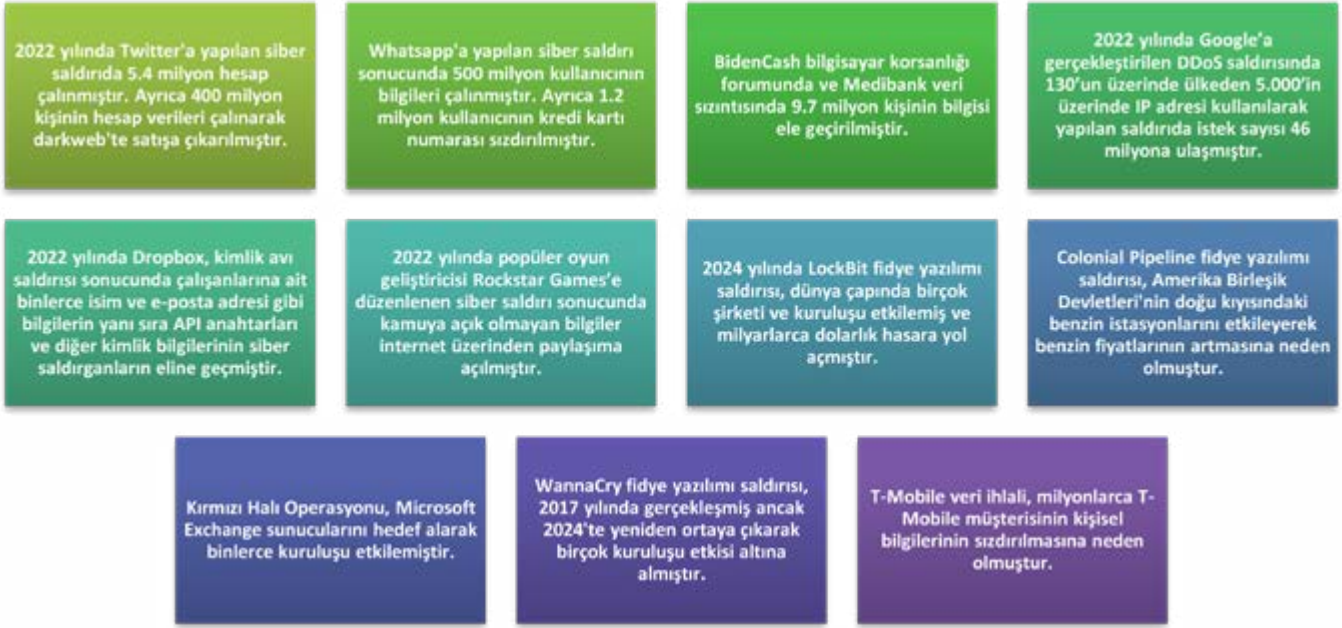 2022 yılında Twitter'a yapılan siber
saldırıda 5.4 milyon hesap
çalınmıştır. Ayrıca 400 milyon
kişinin hesap verileri çalınarak
darkweb'te satışa çıkarılmıştır.
Whatsapp'a yapılan siber saldırı
sonucunda 500 milyon kullanıcının
bilgileri çalınmıştır. Ayrıca 1.2
milyon kullanıcının kredi kartı
numarası sızdırılmıştır.
BidenCash bilgisayar korsanlığı
forumunda ve Medibank veri
sızıntısında 9.7 milyon kişinin bilgisi
ele geçirilmiştir.
2022 yılında Google’a
gerçekleştirilen DDoS saldırısında
130’un üzerinde ülkeden 5.000’in
üzerinde IP adresi kullanılarak
yapılan saldırıda istek sayısı 46
milyona ulaşmıştır.
2022 yılında Dropbox, kimlik avı
saldırısı sonucunda çalışanlarına ait
binlerce isim ve e-posta adresi gibi
bilgilerin yanı sıra API anahtarları
ve diğer kimlik bilgilerinin siber
saldırganların eline geçmiştir.
2022 yılında popüler oyun
geliştiricisi Rockstar Games’e
düzenlenen siber saldırı sonucunda
kamuya açık olmayan bilgiler
internet üzerinden paylaşıma
açılmıştır.
2024 yılında LockBit fidye yazılımı
saldırısı, dünya çapında birçok
şirketi ve kuruluşu etkilemiş ve
milyarlarca dolarlık hasara yol
açmıştır.
Colonial Pipeline fidye yazılımı
saldırısı, Amerika Birleşik
Devletleri'nin doğu kıyısındaki
benzin istasyonlarını etkileyerek
benzin fiyatlarının artmasına neden
olmuştur.
Kırmızı Halı Operasyonu, Microsoft
Exchange sunucularını hedef alarak
binlerce kuruluşu etkilemiştir.
WannaCry fidye yazılımı saldırısı,
2017 yılında gerçekleşmiş ancak
2024'te yeniden ortaya çıkarak
birçok kuruluşu etkisi altına
almıştır.
T-Mobile veri ihlali, milyonlarca T-
Mobile müşterisinin kişisel
bilgilerinin sızdırılmasına neden
olmuştur.